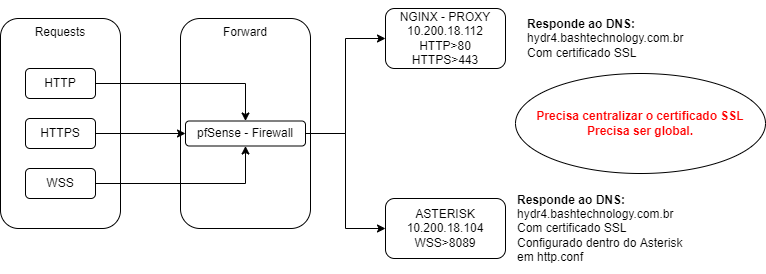 Requests
HTTP
HTTPS
WSS
Forward
pfSense - Firewall
NGINX - PROXY
10.200.18.112
HTTP>80
HTTPS>443
Responde ao DNS:
hydr4.bashtechnology.com.br
Com certificado SSL
Precisa centralizar o certificado SSL
Precisa ser global.
ASTERISK
10.200.18.104
WSS>8089
Responde ao DNS:
hydr4.bashtechnology.com.br
Com certificado SSL
Configurado dentro do Asterisk
em http.conf